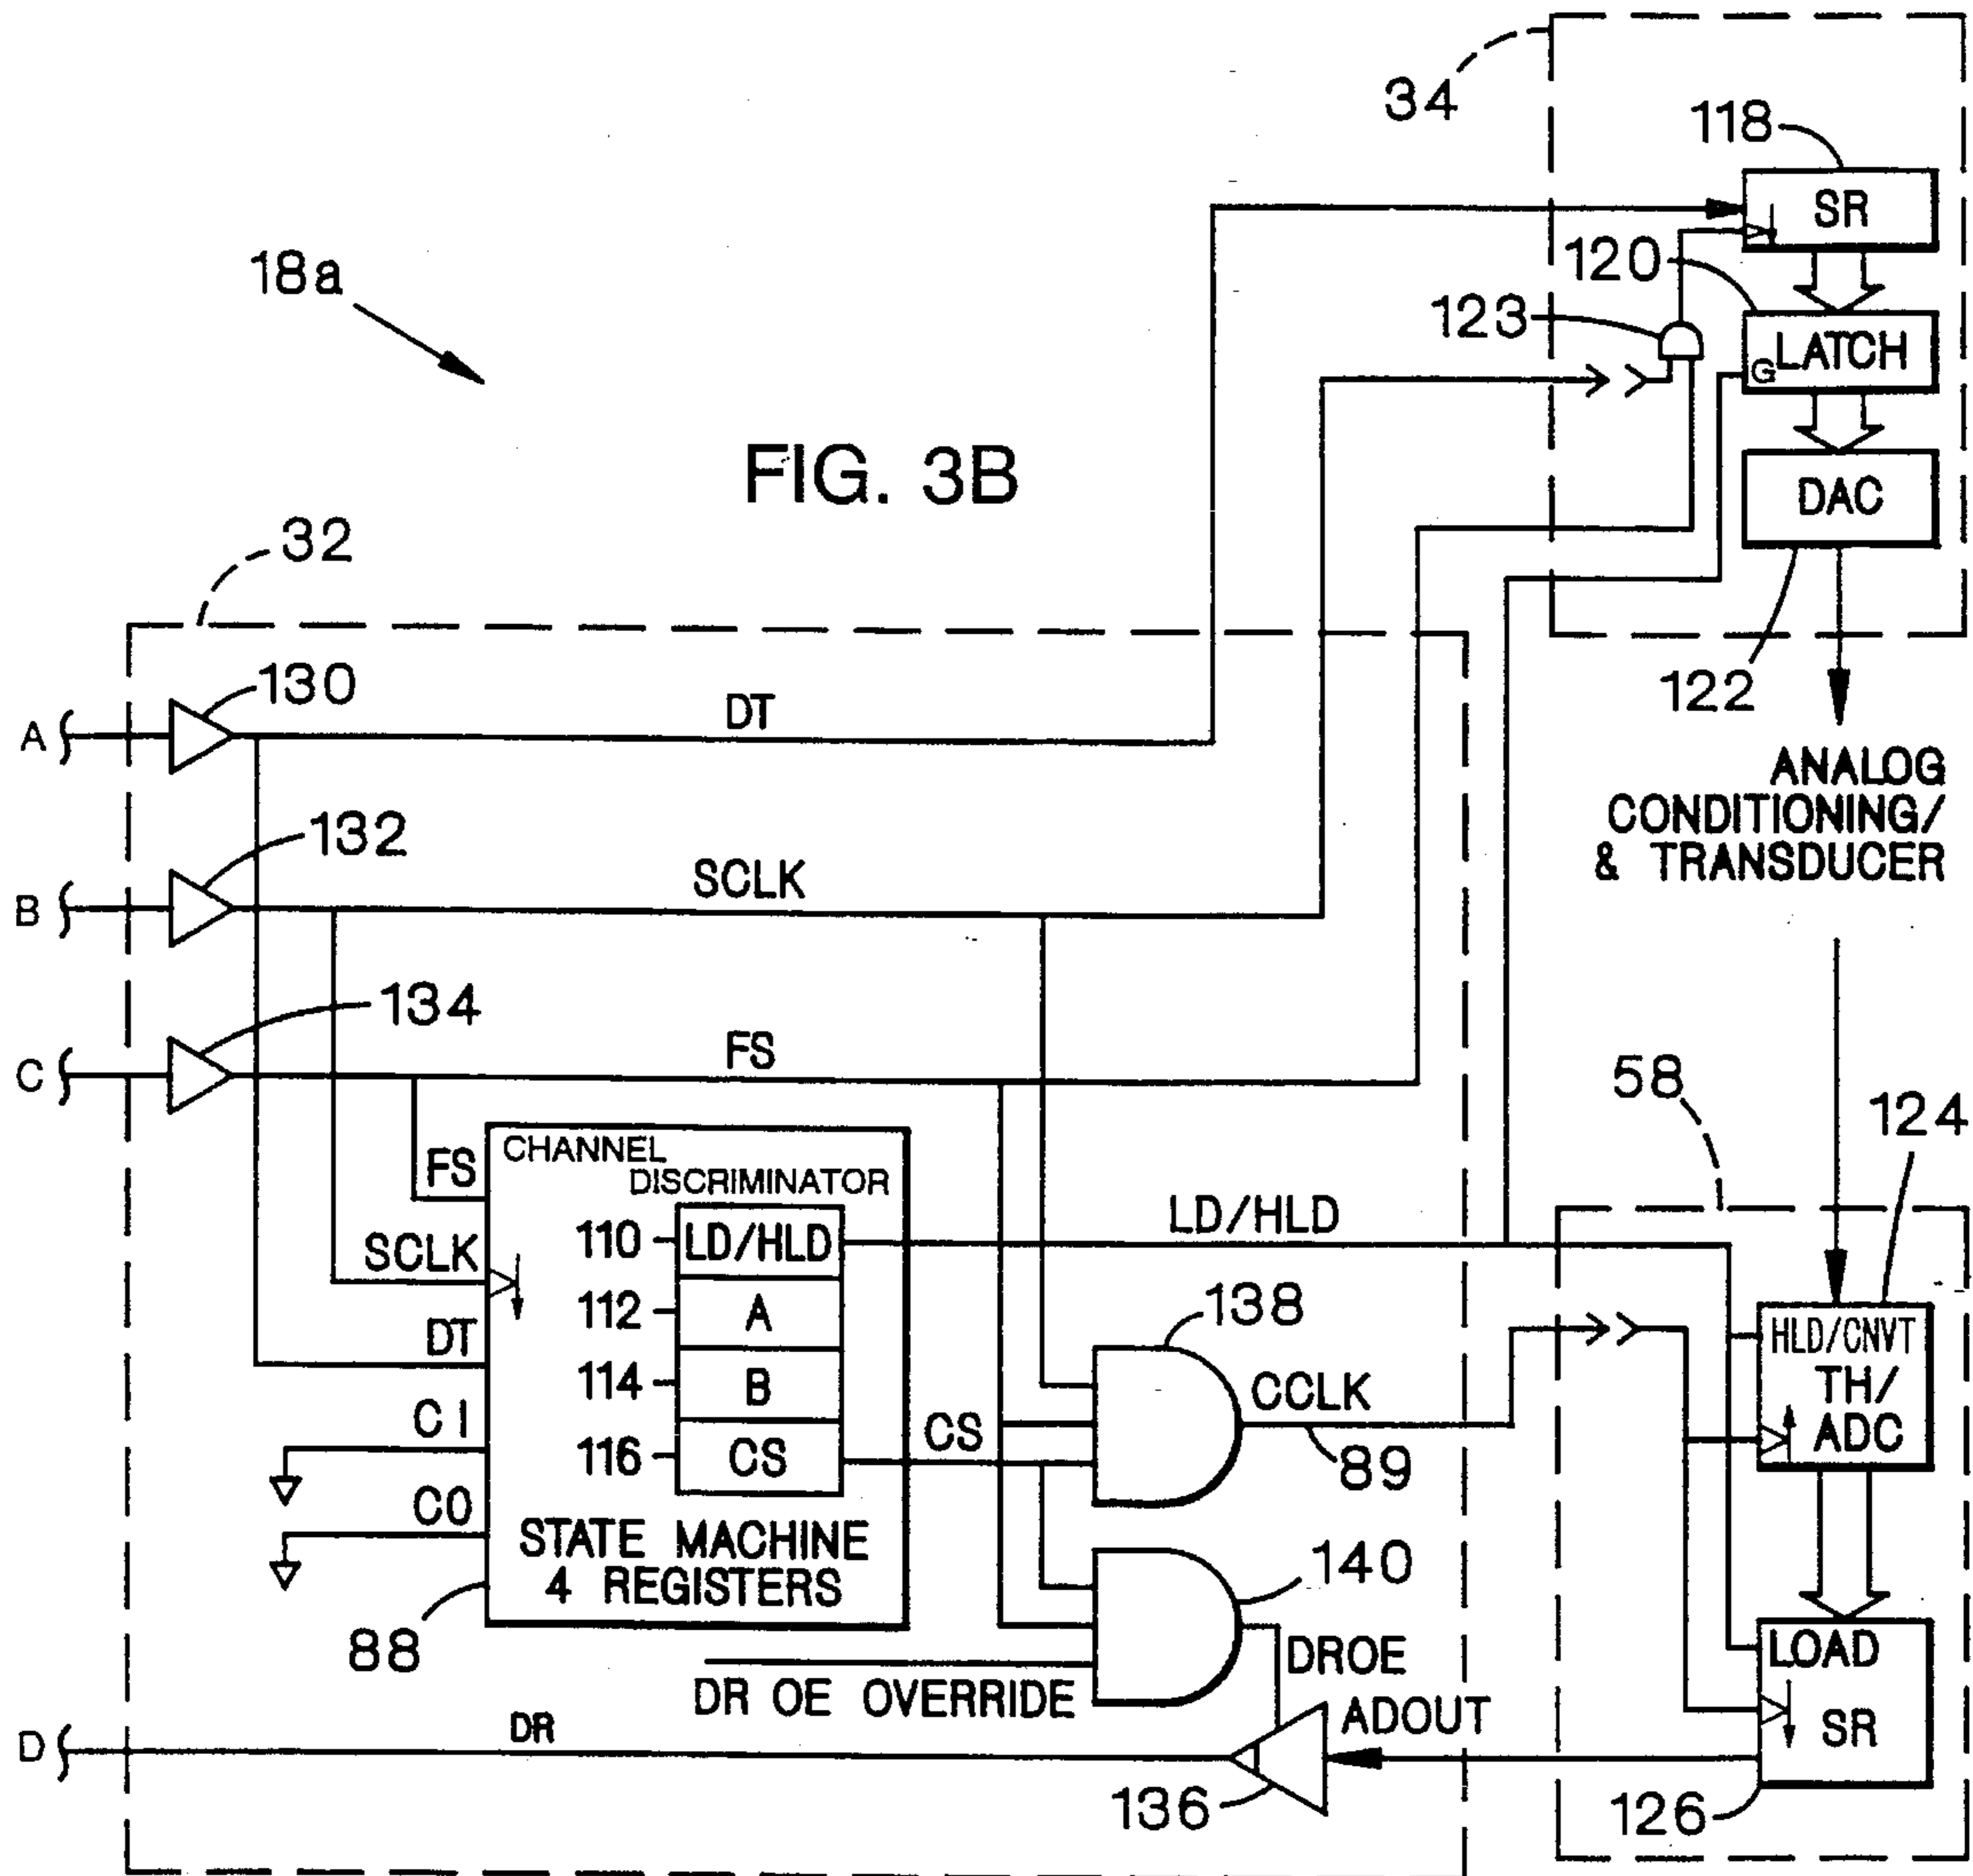 34
118
SR
120
18a
123
LATCH
G
FIG. 3B
DAC
32
122
130
A
DT
ANALOG
CONDITIONING/
& TRANSDUCER
132
B
SCLK
134
C
FS
58
124
CHANNEL
DISCRIMINATOR
FS
110
LD/HLD
LD/HLD
SCLK
112
A
138
HLD/CNVT
DT
114
B
CCLK
TH/
ADC
C1
CS
116
CS
89
C0
STATE MACHINE
4 REGISTERS
140
88
DROE
LOAD
DR OE OVERRIDE
ADOUT
D
DR
SR
136
126